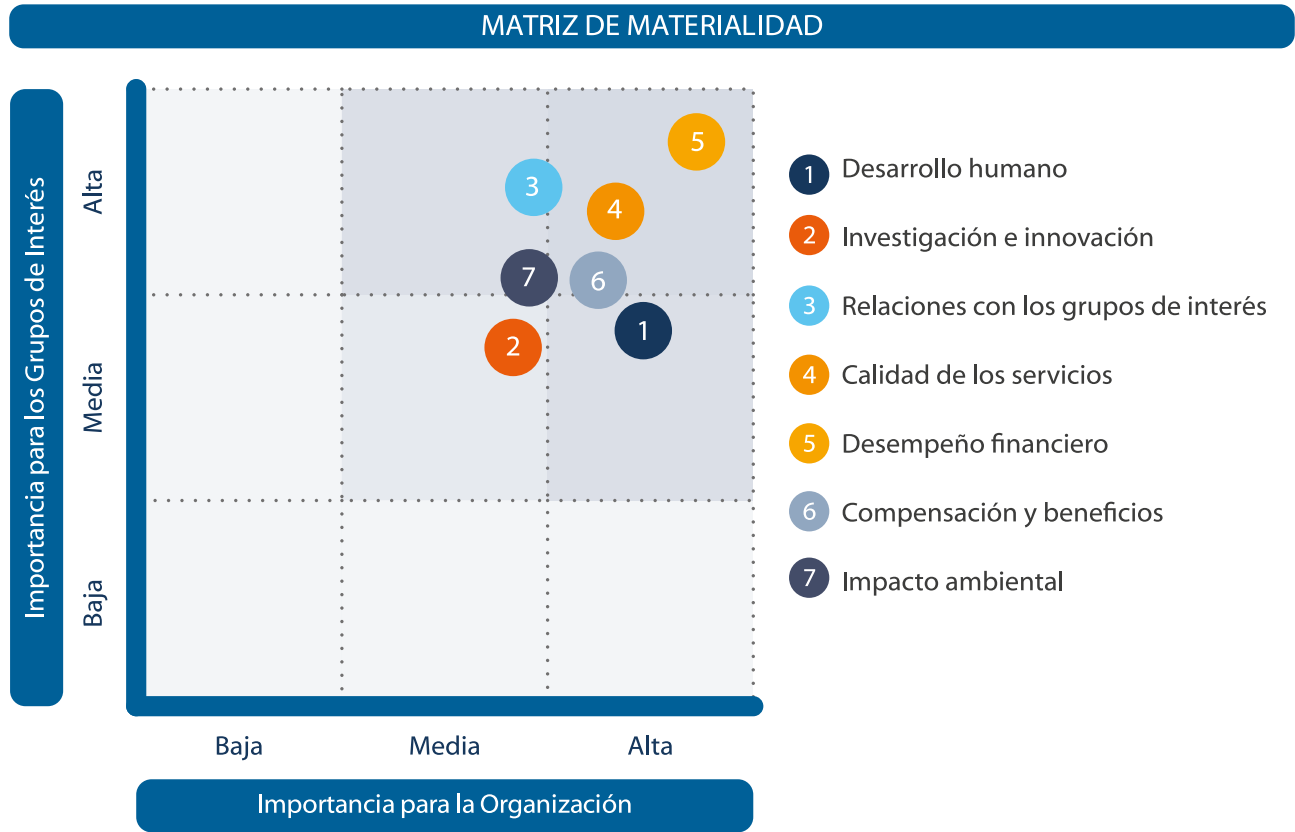 MATRIZ DE MATERIALIDAD
Importancia para los Grupos de Interés
Alta
Media
Baja
5
3
4
7
6
1
2
1 Desarrollo humano
2 Investigación e innovación
3 Relaciones con los grupos de interés
4 Calidad de los servicios
5 Desempeño financiero
6 Compensación y beneficios
7 Impacto ambiental
Baja Media Alta
Importancia para la Organización